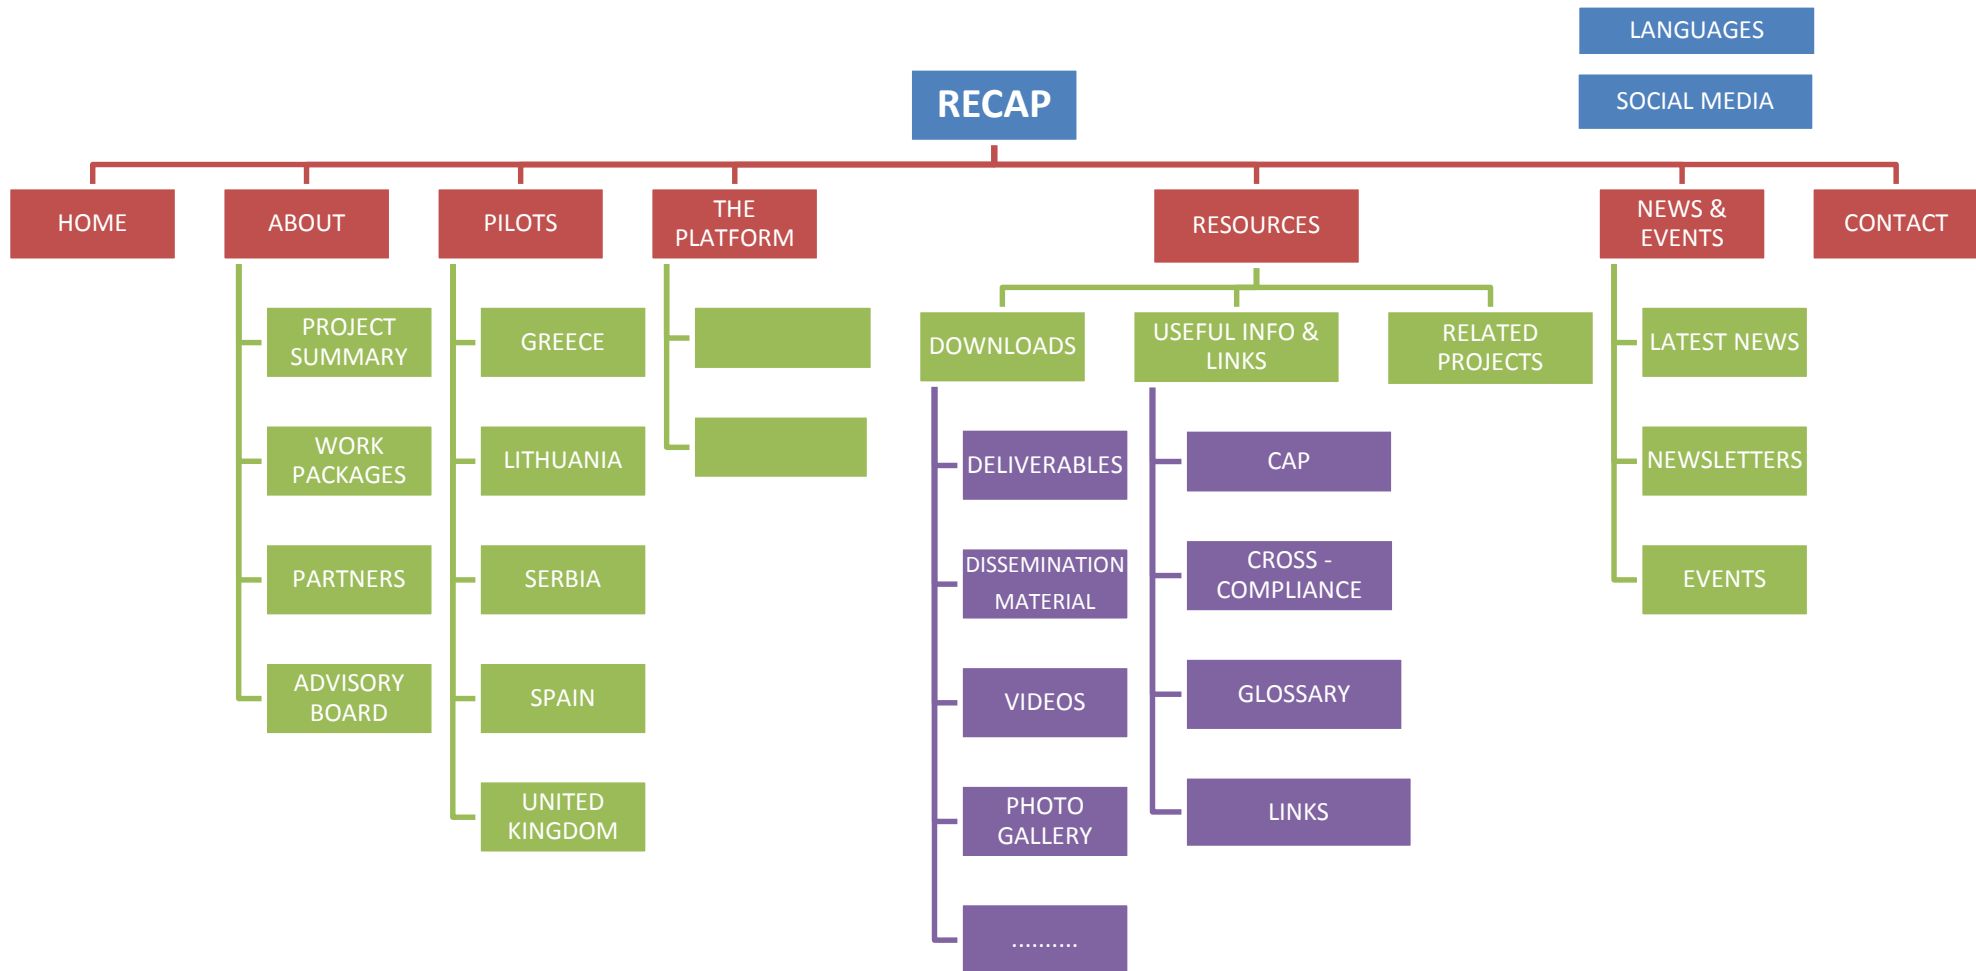 LANGUAGES
SOCIAL MEDIA
RECAP
HOME
ABOUT
PILOTS
THE
PLATFORM
RESOURCES
NEWS &
EVENTS
CONTACT
PROJECT
SUMMARY
WORK
PACKAGES
PARTNERS
ADVISORY
BOARD
GREECE
LITHUANIA
SERBIA
SPAIN
UNITED
KINGDOM
DOWNLOADS
DELIVERABLES
DISSEMINATION
MATERIAL
VIDEOS
PHOTO
GALLERY
..........
USEFUL INFO &
LINKS
CAP
CROSS -
COMPLIANCE
GLOSSARY
LINKS
RELATED
PROJECTS
LATEST NEWS
NEWSLETTERS
EVENTS